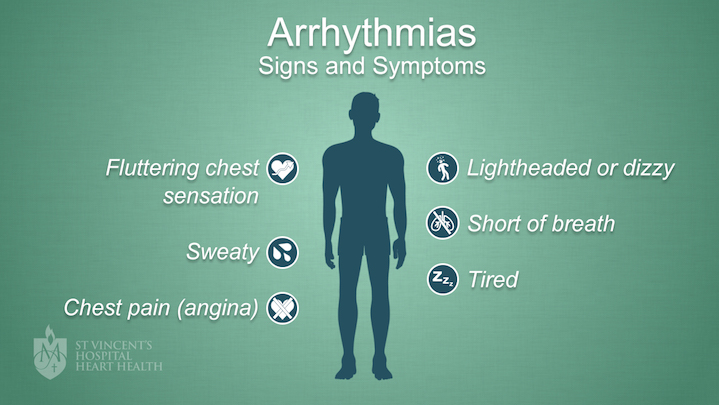 Arrhythmias
Signs and Symptoms
Fluttering chest
sensation
Sweaty
Chest pain (angina)
Lightheaded or dizzy
Short of breath
Zzz
Tired
ST VINCENT'S
HOSPITAL
HEART HEALTH